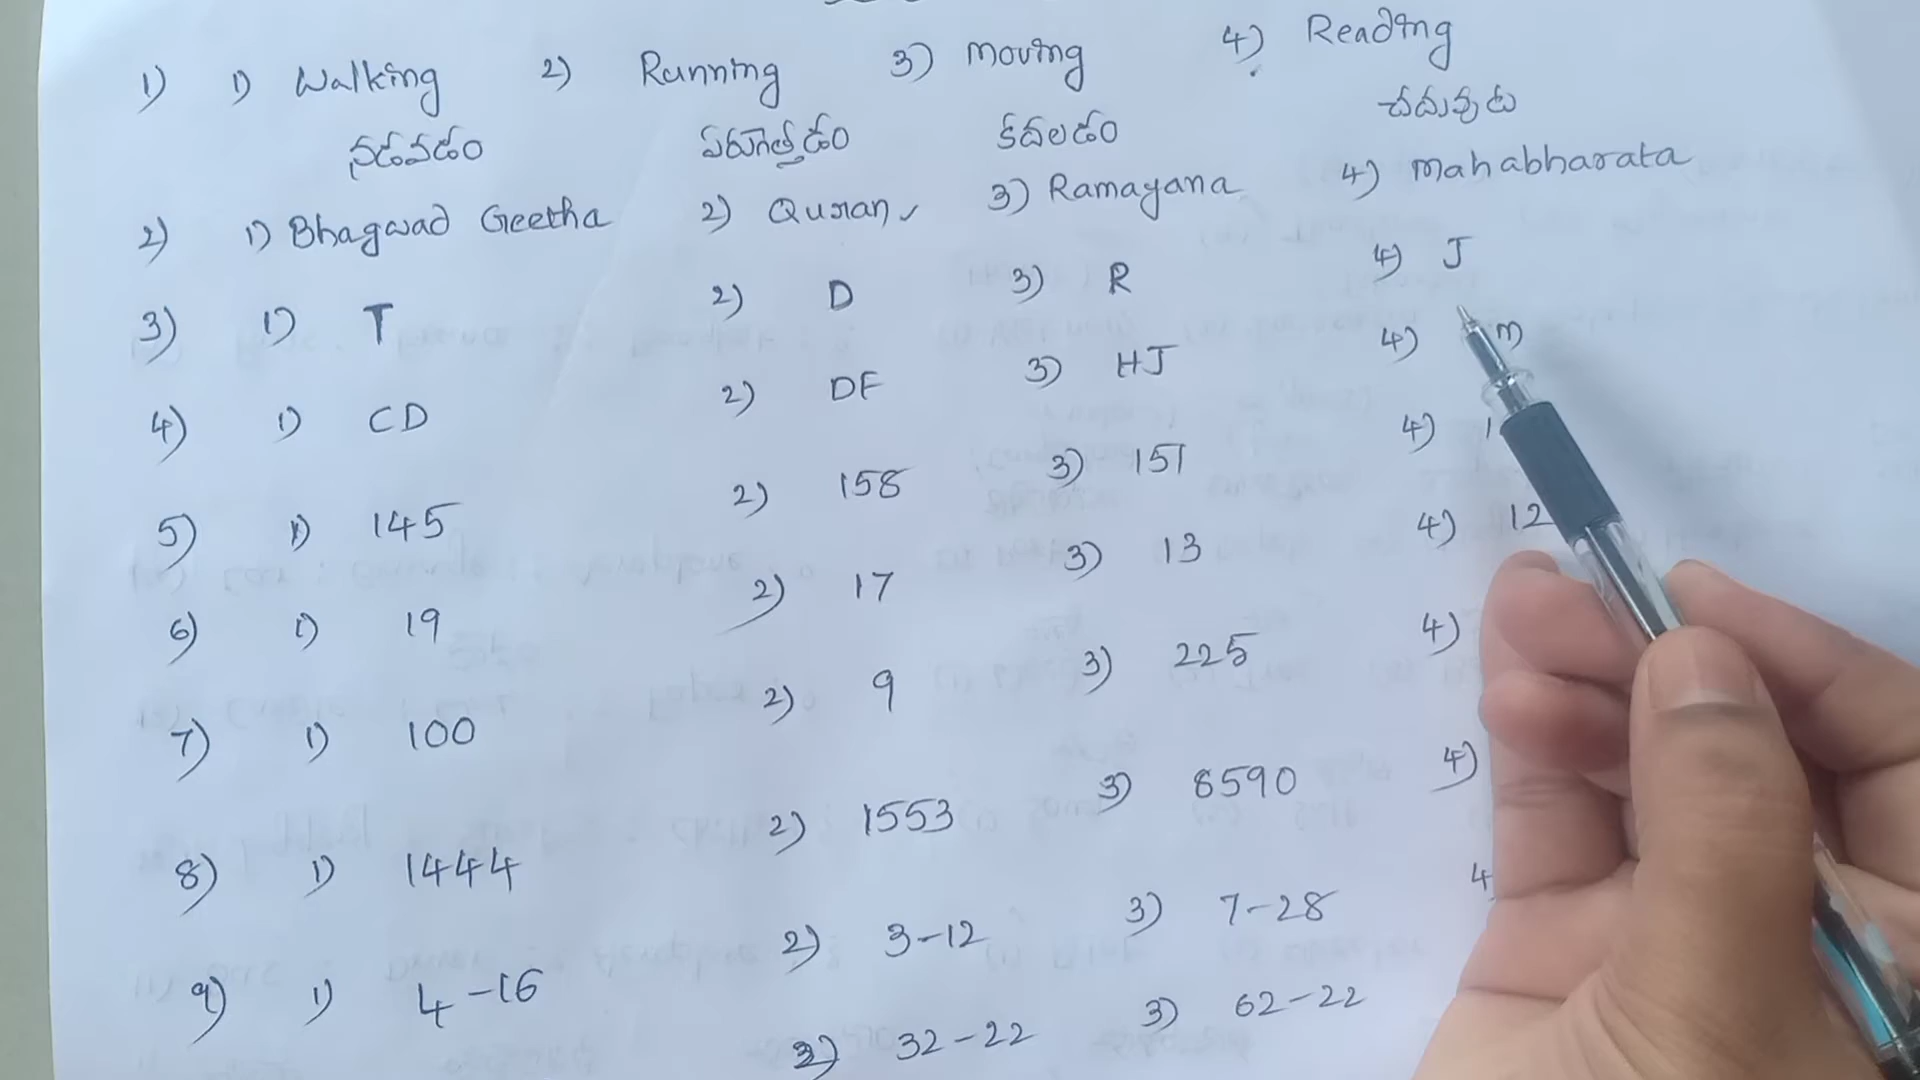 1) 1) Walking 2) Running 3) Moving 4) Reading
నడవడం పరుగెత్తడం కదలడం చదువుట
2) 1) Bhagwad Geetha 2) Quran 3) Ramayana 4) Mahabharata
3) 1) T 2) D 3) R 4) J
4) 1) CD 2) DF 3) HJ 4)
5) 1) 145 2) 158 3) 151 4)
6) 1) 19 2) 17 3) 13 4) 12
7) 1) 100 2) 9 3) 225 4)
8) 1) 1444 2) 1553 3) 8590 4)
9) 1) 4-16 2) 3-12 3) 7-28 4
2) 32-22 3) 62-22